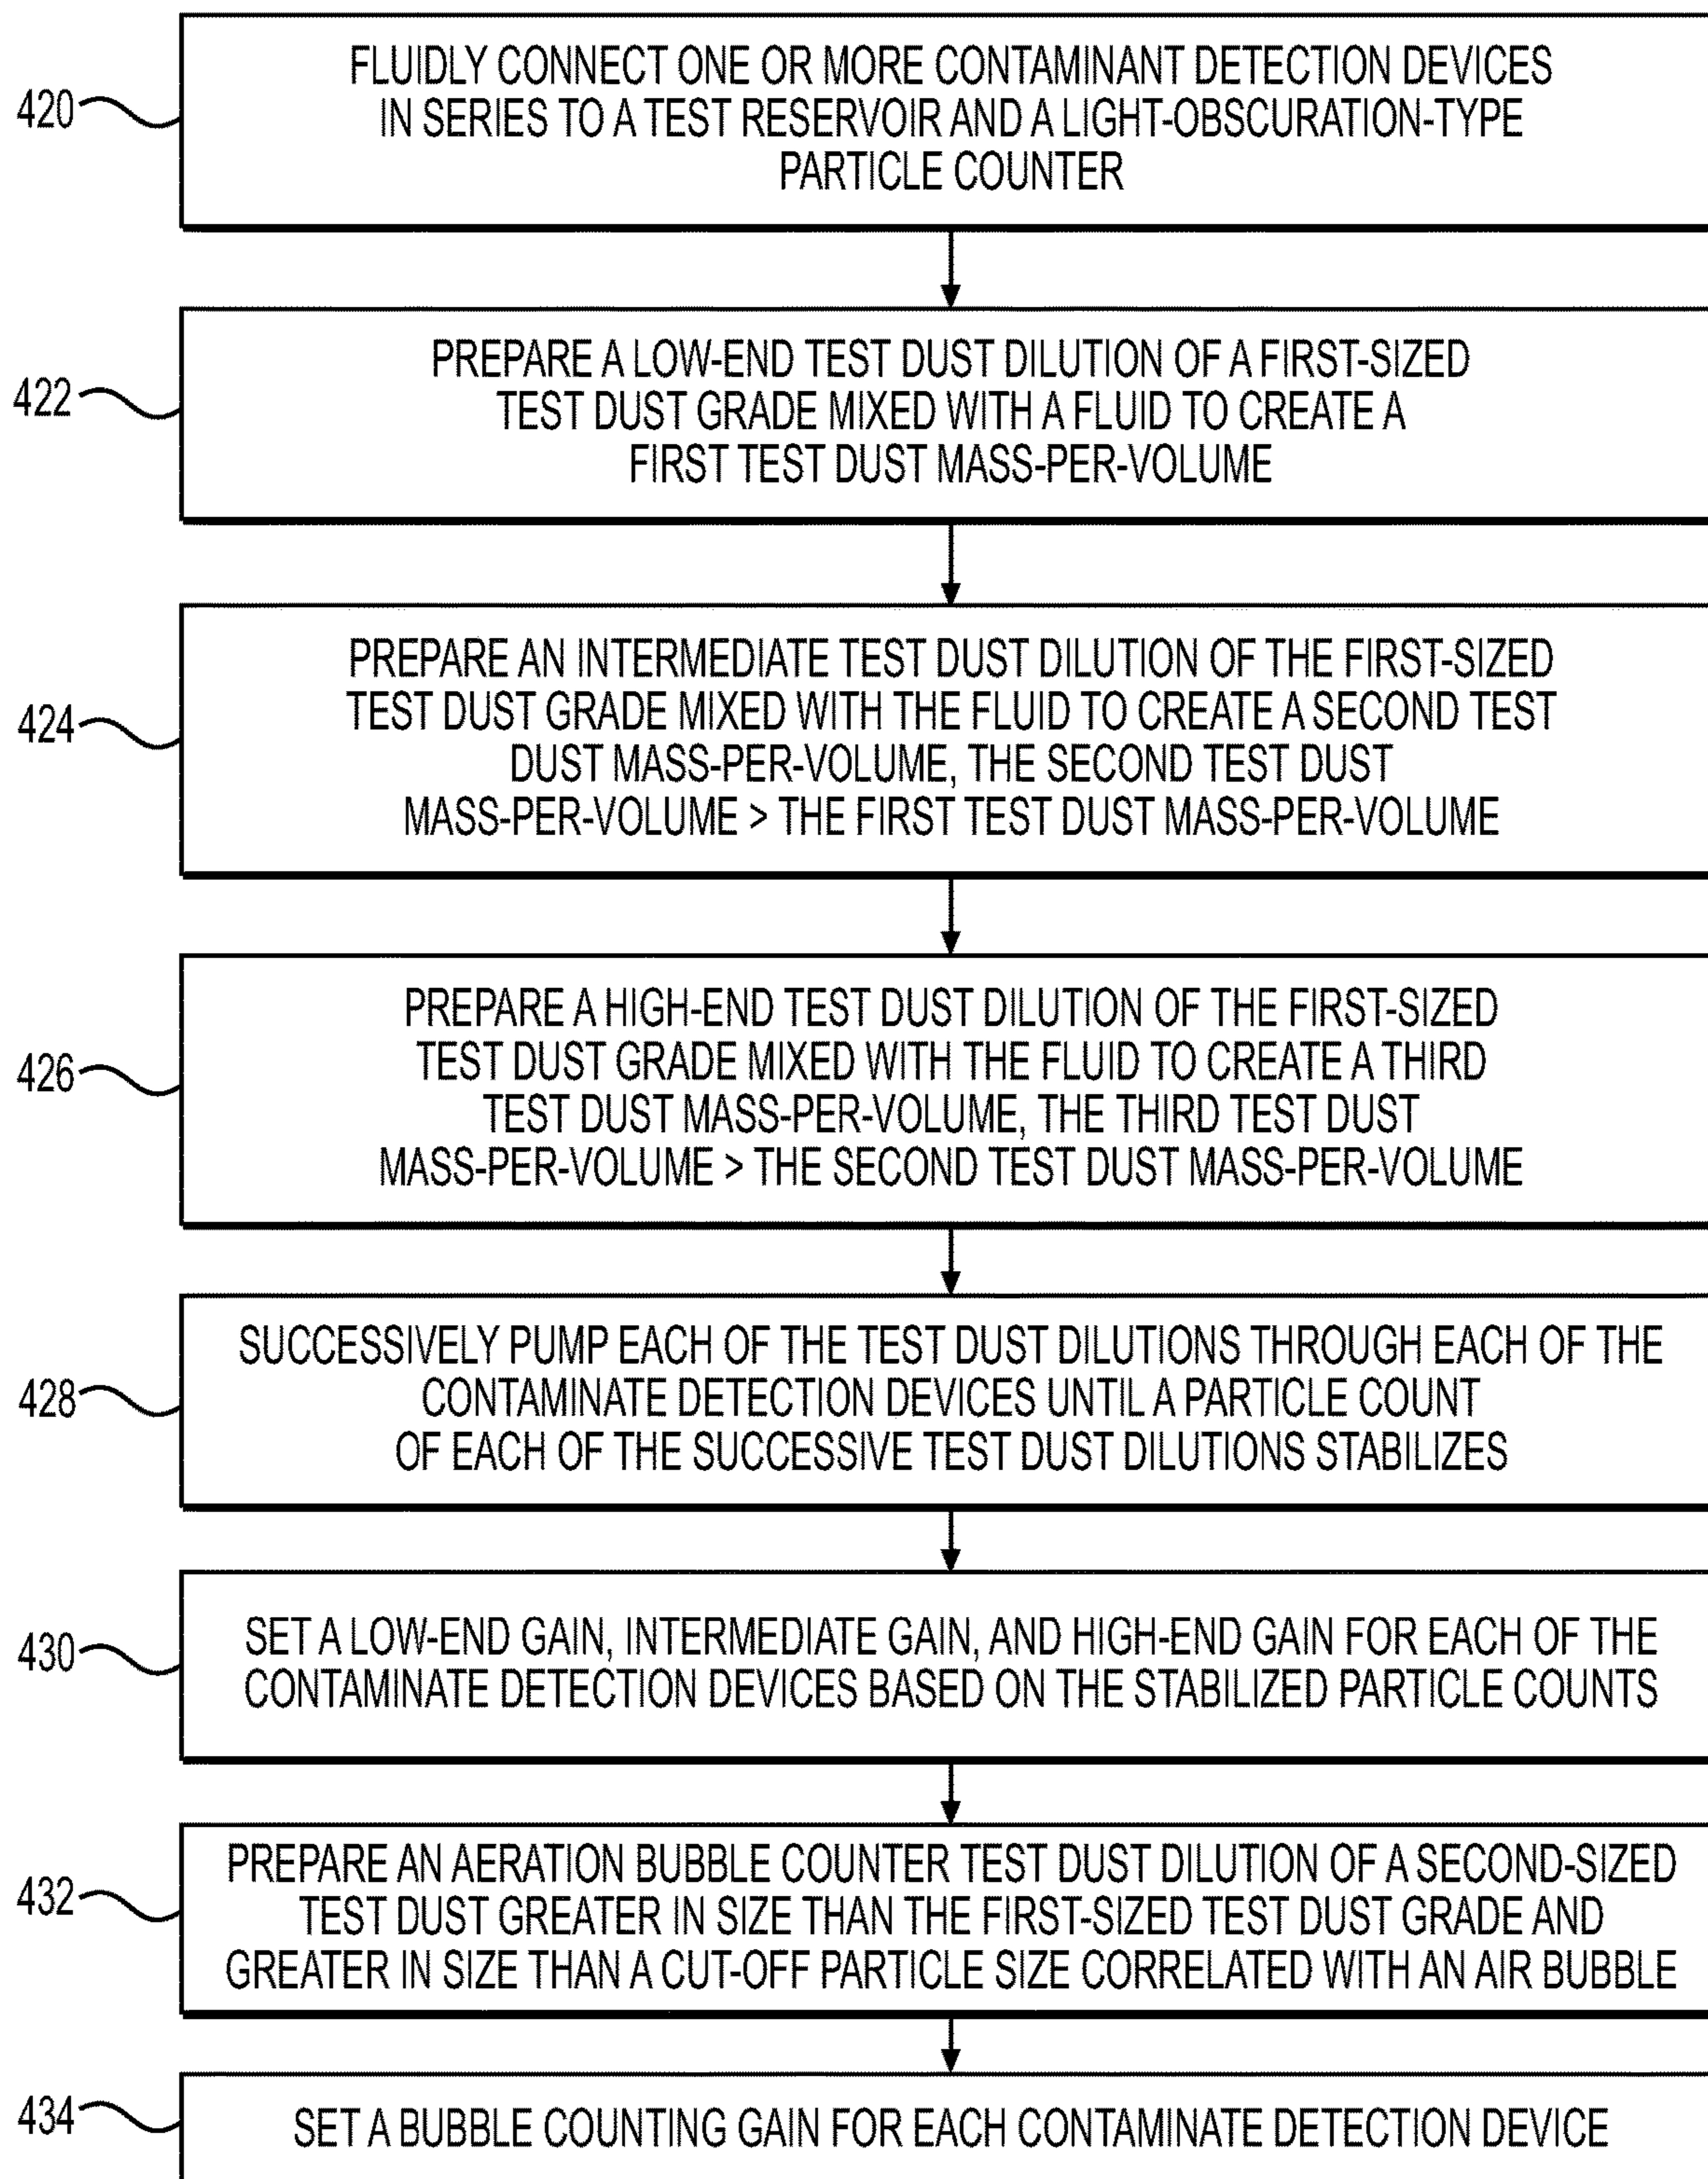 420
FLUIDLY CONNECT ONE OR MORE CONTAMINANT DETECTION DEVICES
IN SERIES TO A TEST RESERVOIR AND A LIGHT-OBSCURATION-TYPE
PARTICLE COUNTER
422
PREPARE A LOW-END TEST DUST DILUTION OF A FIRST-SIZED
TEST DUST GRADE MIXED WITH A FLUID TO CREATE A
FIRST TEST DUST MASS-PER-VOLUME
424
PREPARE AN INTERMEDIATE TEST DUST DILUTION OF THE FIRST-SIZED
TEST DUST GRADE MIXED WITH THE FLUID TO CREATE A SECOND TEST
DUST MASS-PER-VOLUME, THE SECOND TEST DUST
MASS-PER-VOLUME > THE FIRST TEST DUST MASS-PER-VOLUME
426
PREPARE A HIGH-END TEST DUST DILUTION OF THE FIRST-SIZED
TEST DUST GRADE MIXED WITH THE FLUID TO CREATE A THIRD
TEST DUST MASS-PER-VOLUME, THE THIRD TEST DUST
MASS-PER-VOLUME > THE SECOND TEST DUST MASS-PER-VOLUME
428
SUCCESSIVELY PUMP EACH OF THE TEST DUST DILUTIONS THROUGH EACH OF THE
CONTAMINATE DETECTION DEVICES UNTIL A PARTICLE COUNT
OF EACH OF THE SUCCESSIVE TEST DUST DILUTIONS STABILIZES
430
SET A LOW-END GAIN, INTERMEDIATE GAIN, AND HIGH-END GAIN FOR EACH OF THE
CONTAMINATE DETECTION DEVICES BASED ON THE STABILIZED PARTICLE COUNTS
432
PREPARE AN AERATION BUBBLE COUNTER TEST DUST DILUTION OF A SECOND-SIZED
TEST DUST GREATER IN SIZE THAN THE FIRST-SIZED TEST DUST GRADE AND
GREATER IN SIZE THAN A CUT-OFF PARTICLE SIZE CORRELATED WITH AN AIR BUBBLE
434
SET A BUBBLE COUNTING GAIN FOR EACH CONTAMINATE DETECTION DEVICE